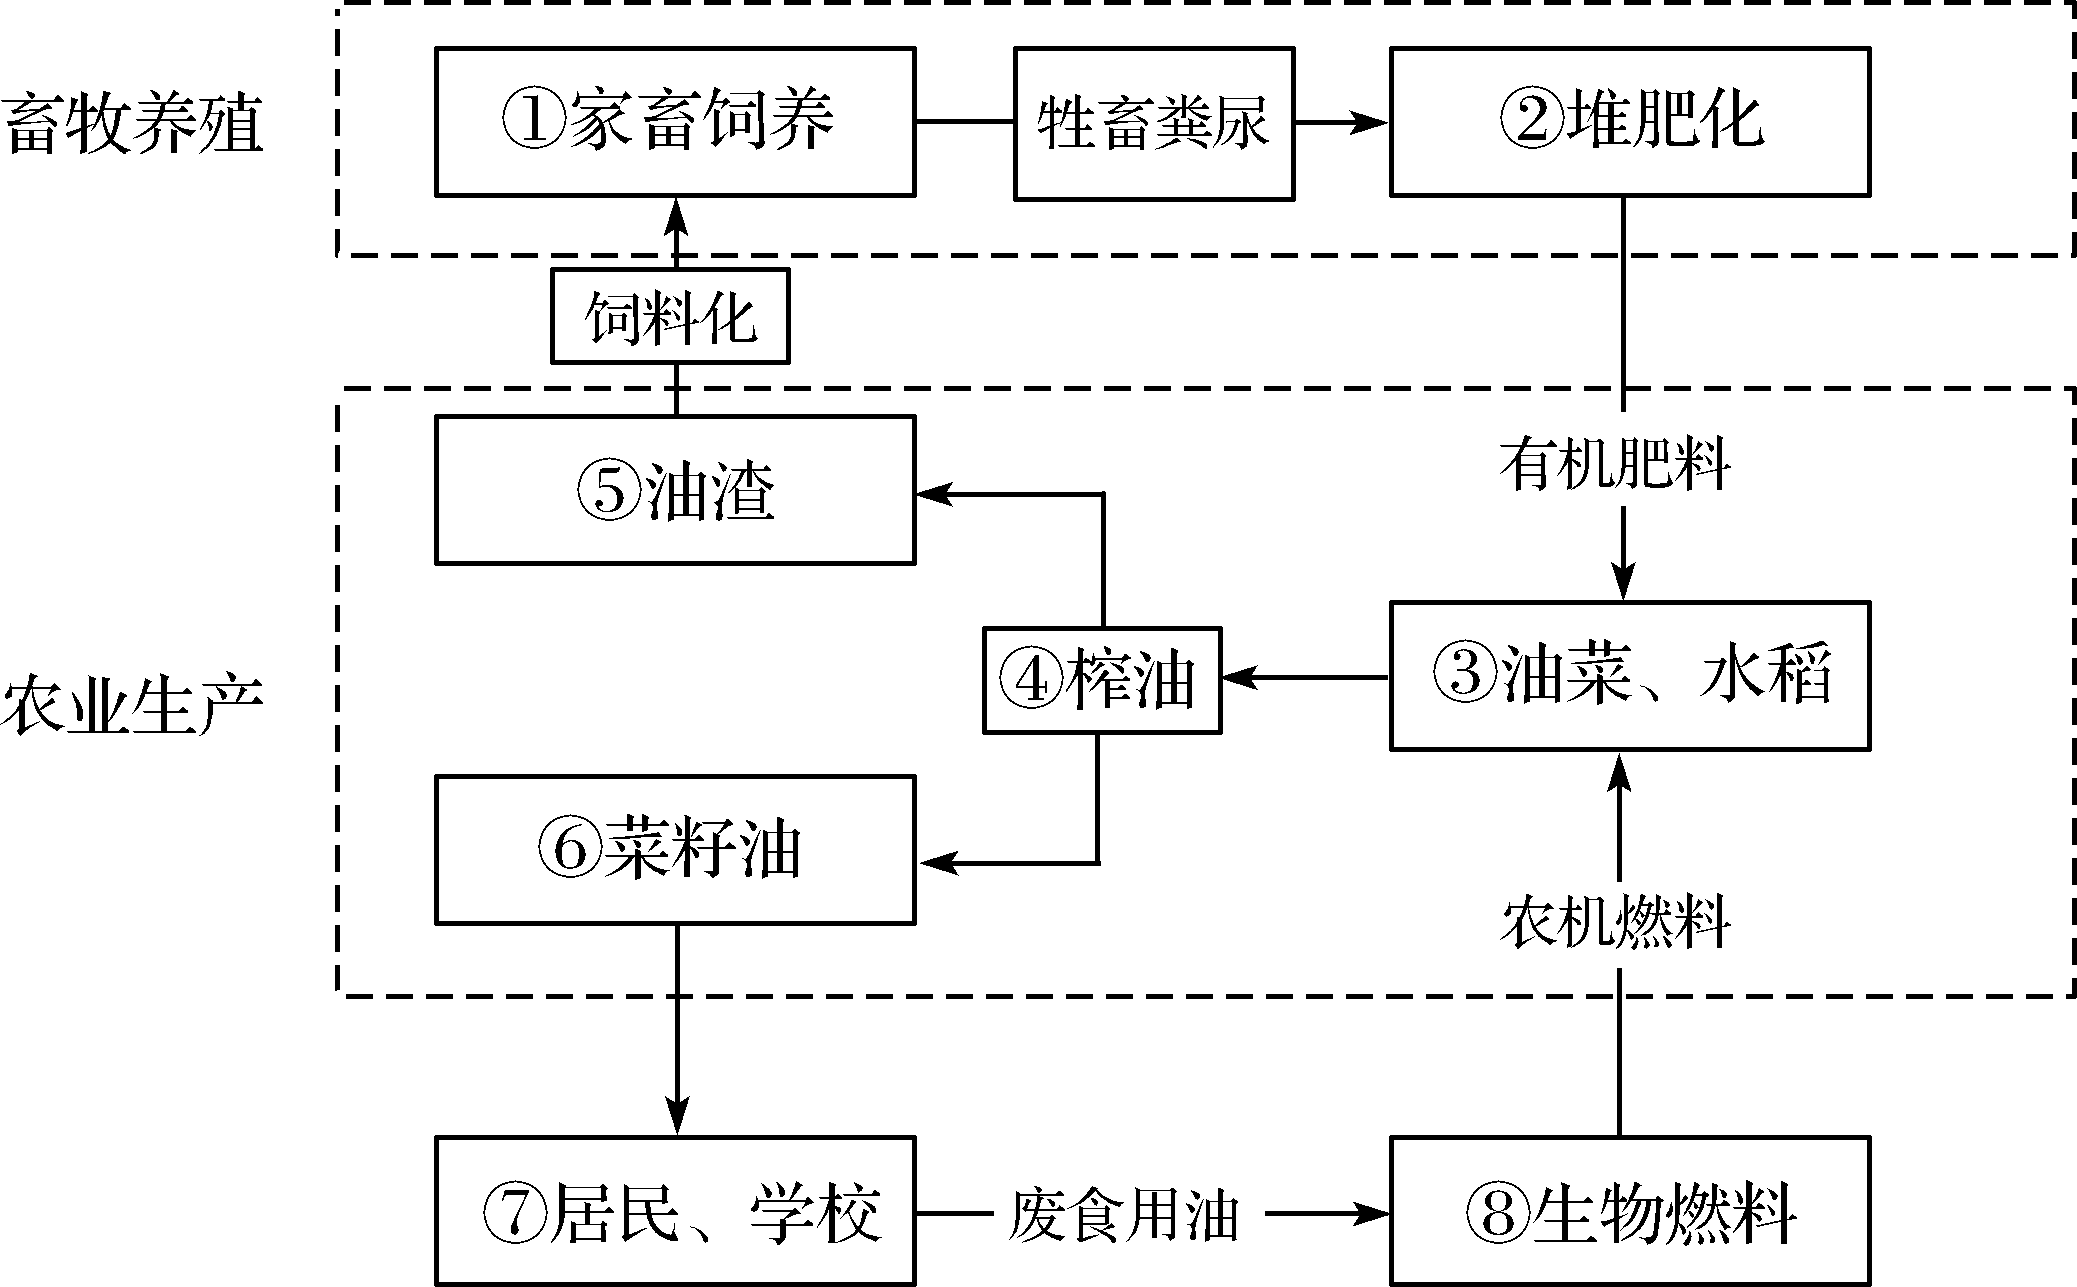 畜牧养殖
①家畜饲养
牲畜粪尿
②堆肥化
饲料化
有机肥料
⑤油渣
农业生产
④榨油
③油菜、水稻
⑥菜籽油
农机燃料
⑦居民、学校
废食用油
⑧生物燃料